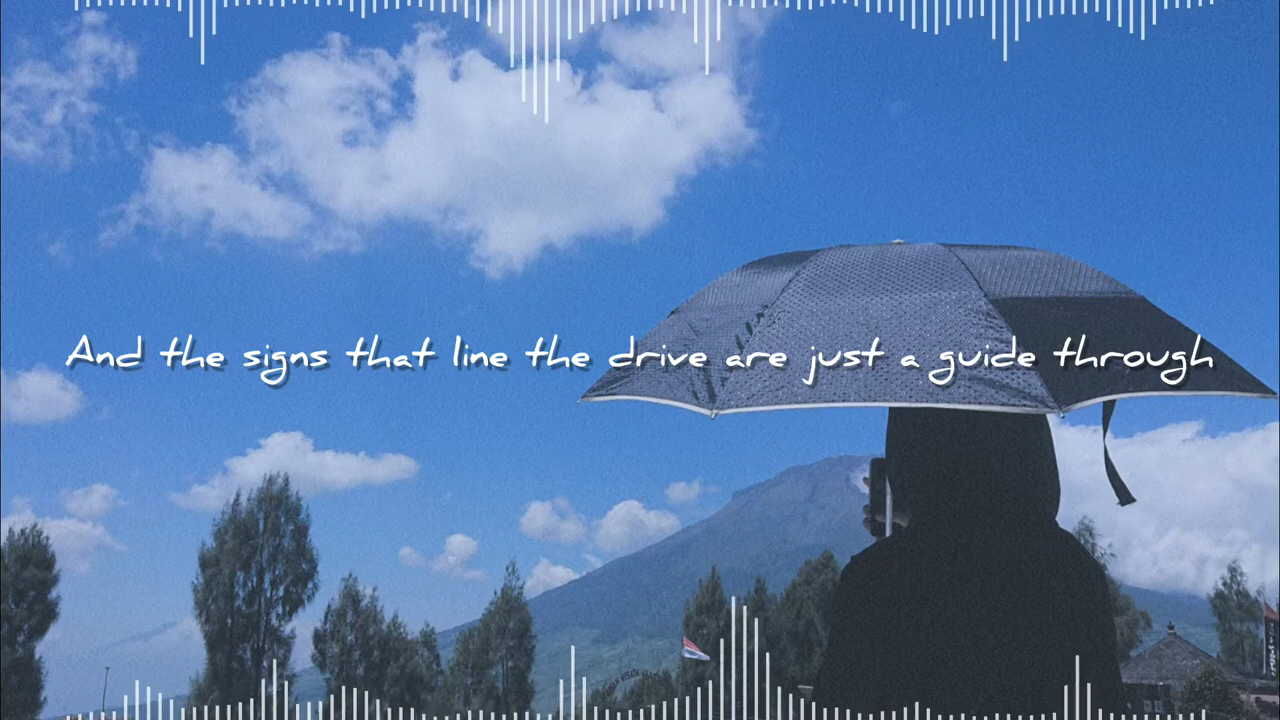 And the signs that line the drive are just a guide through